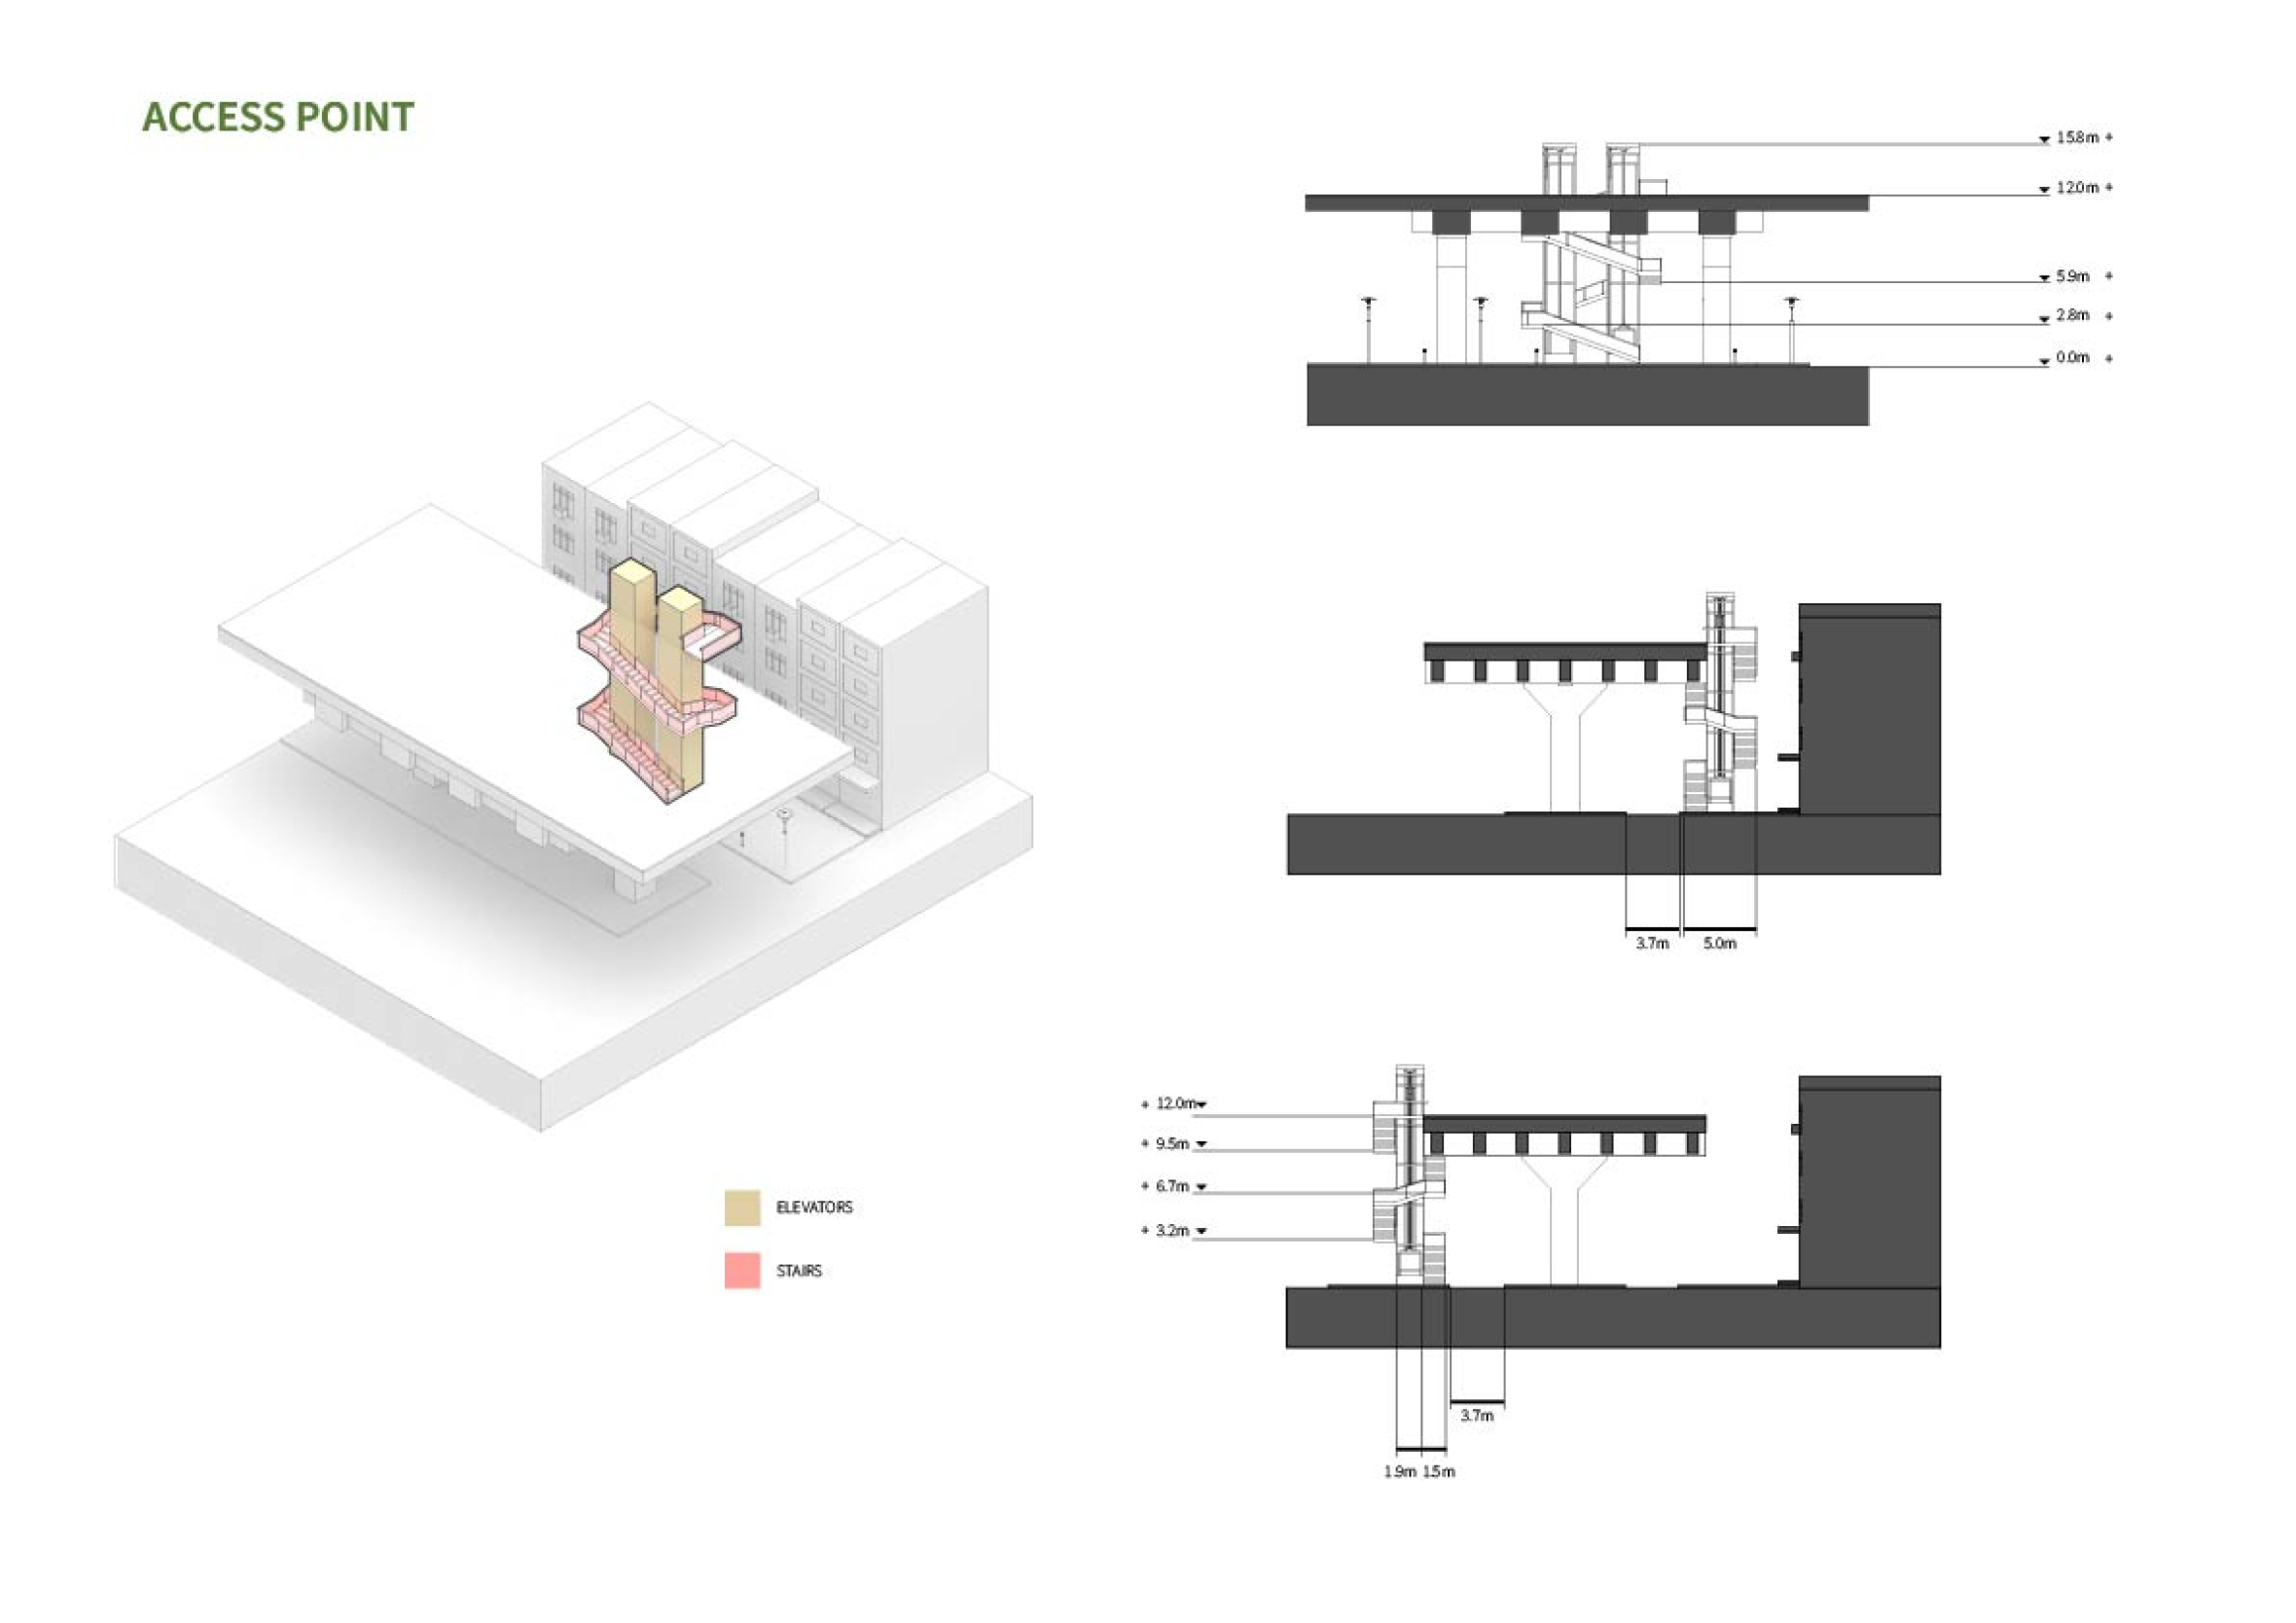 ACCESS POINT
15.8m +
12.0m +
5.9m +
2.8m +
0.0m +
3.7m 5.0m
+ 12.0m
+ 9.5m
+ 6.7m
+ 3.2m
3.7m
1.9m 1.5m
ELEVATORS
STAIRS